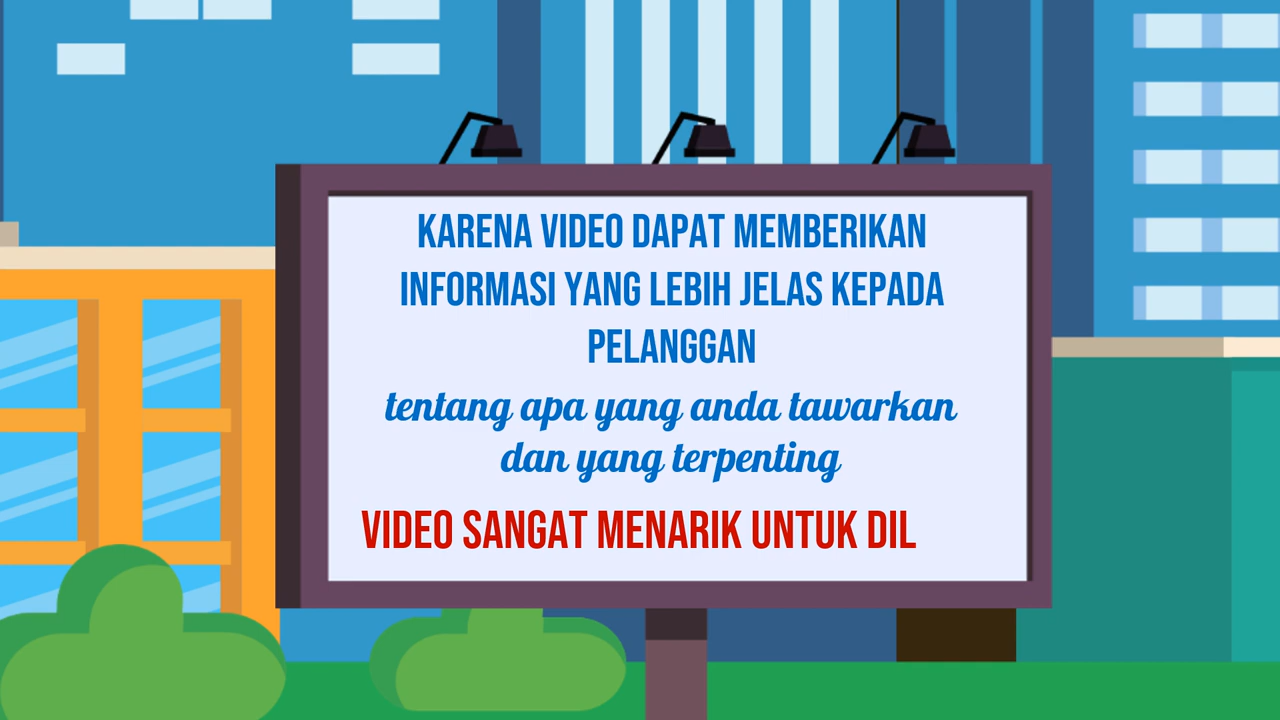 KARENA VIDEO DAPAT MEMBERIKAN
INFORMASI YANG LEBIH JELAS KEPADA
PELANGGAN
tentang apa yang anda tawarkan
dan yang terpenting
VIDEO SANGAT MENARIK UNTUK DIL